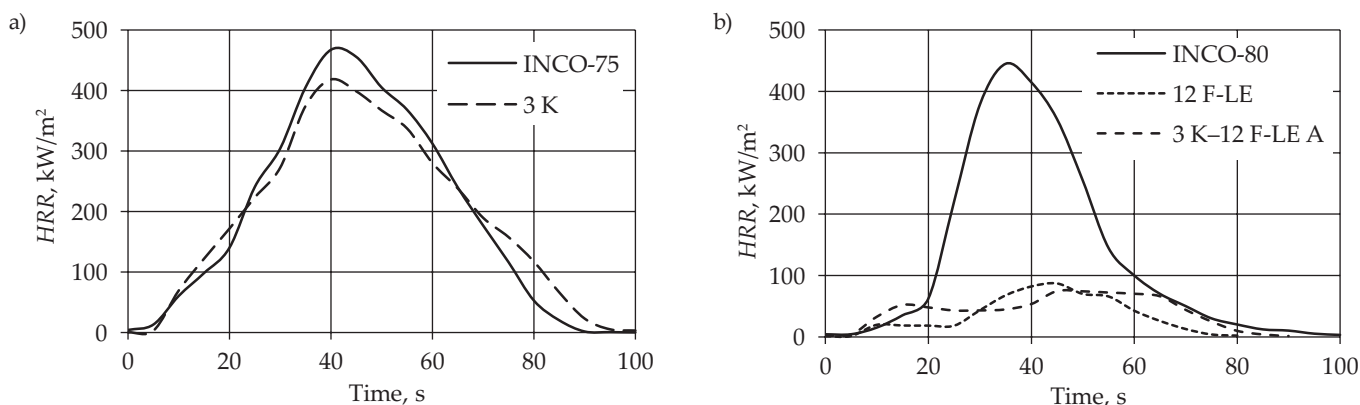 a)
500
400
300
200
100
0
HRR, kW/m²
INCO-75
3 K
0 20 40 60 80 100
Time, s
b)
500
400
300
200
100
0
HRR, kW/m²
INCO-80
12 F-LE
3 K–12 F-LE A
0 20 40 60 80 100
Time, s